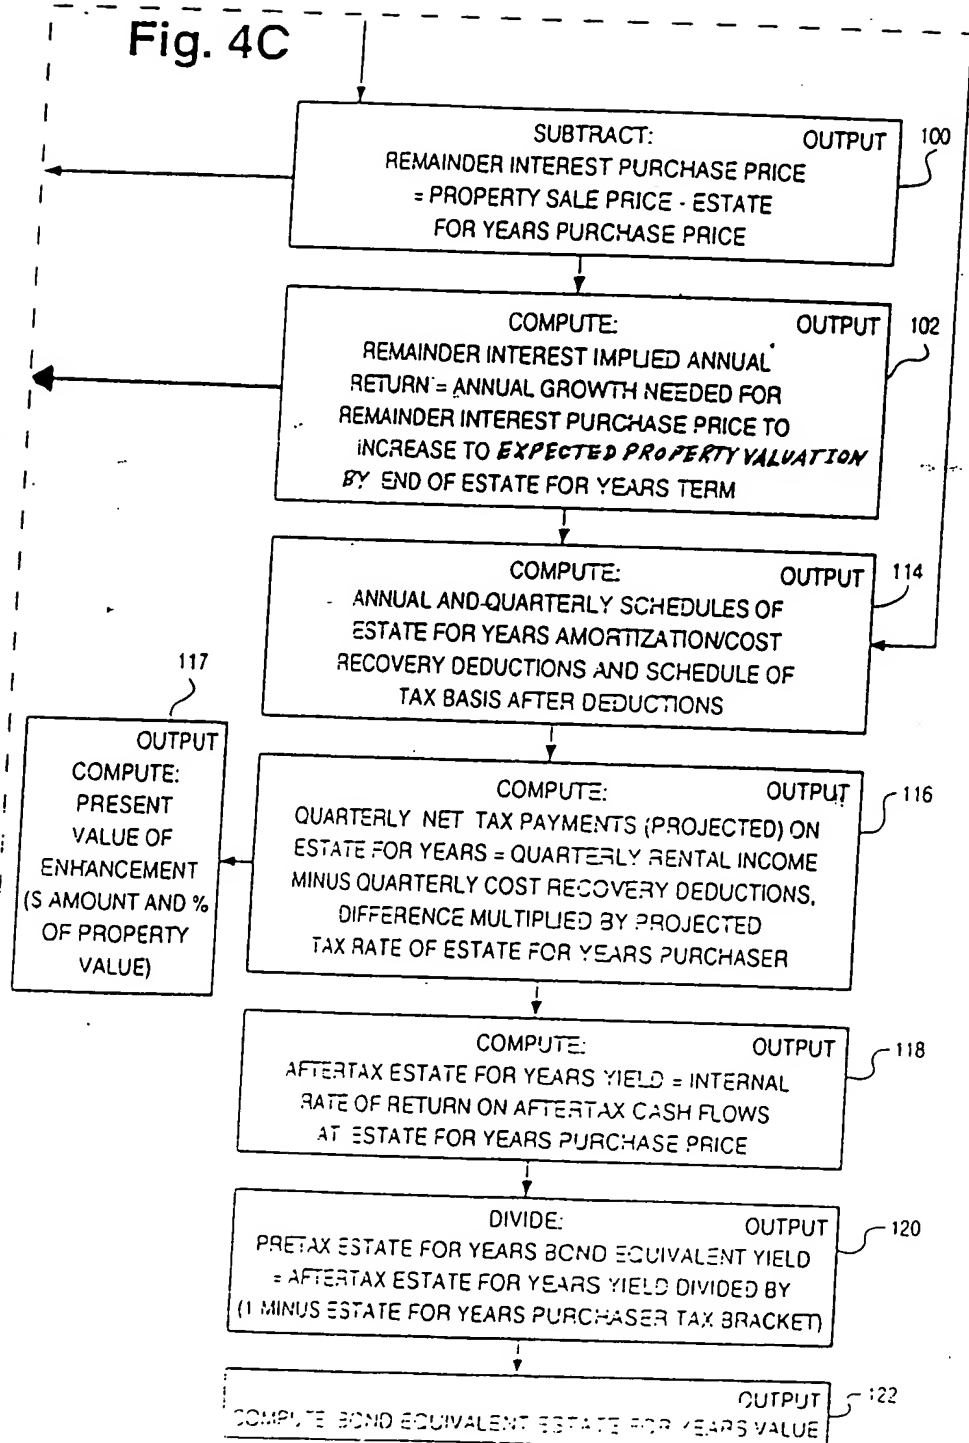 Fig. 4C
SUBTRACT: OUTPUT 100
REMAINDER INTEREST PURCHASE PRICE
= PROPERTY SALE PRICE - ESTATE
FOR YEARS PURCHASE PRICE
COMPUTE: OUTPUT 102
REMAINDER INTEREST IMPLIED ANNUAL
RETURN = ANNUAL GROWTH NEEDED FOR
REMAINDER INTEREST PURCHASE PRICE TO
INCREASE TO EXPECTED PROPERTY VALUATION
BY END OF ESTATE FOR YEARS TERM
COMPUTE: OUTPUT 114
ANNUAL AND QUARTERLY SCHEDULES OF
ESTATE FOR YEARS AMORTIZATION/COST
RECOVERY DEDUCTIONS AND SCHEDULE OF
TAX BASIS AFTER DEDUCTIONS
117
OUTPUT
COMPUTE:
PRESENT
VALUE OF
ENHANCEMENT
($ AMOUNT AND %
OF PROPERTY
VALUE)
COMPUTE: OUTPUT 116
QUARTERLY NET TAX PAYMENTS (PROJECTED) ON
ESTATE FOR YEARS = QUARTERLY RENTAL INCOME
MINUS QUARTERLY COST RECOVERY DEDUCTIONS,
DIFFERENCE MULTIPLIED BY PROJECTED
TAX RATE OF ESTATE FOR YEARS PURCHASER
COMPUTE: OUTPUT 118
AFTERTAX ESTATE FOR YEARS YIELD = INTERNAL
RATE OF RETURN ON AFTERTAX CASH FLOWS
AT ESTATE FOR YEARS PURCHASE PRICE
DIVIDE: OUTPUT 120
PRETAX ESTATE FOR YEARS BOND EQUIVALENT YIELD
= AFTERTAX ESTATE FOR YEARS YIELD DIVIDED BY
(1 MINUS ESTATE FOR YEARS PURCHASER TAX BRACKET)
OUTPUT 122
COMPUTE BOND EQUIVALENT ESTATE FOR YEARS VALUE